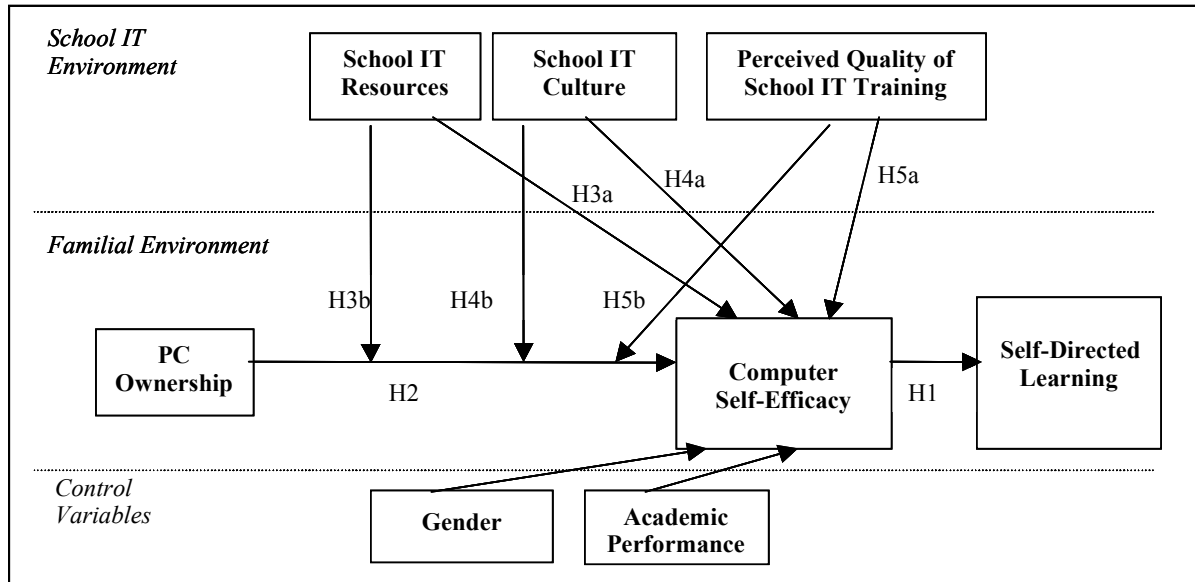 School IT
Environment
School IT
Resources
School IT
Culture
Perceived Quality of
School IT Training
H3a
H4a
H5a
Familial Environment
H3b
H4b
H5b
PC
Ownership
H2
Computer
Self-Efficacy
H1
Self-Directed
Learning
Control
Variables
Gender
Academic
Performance